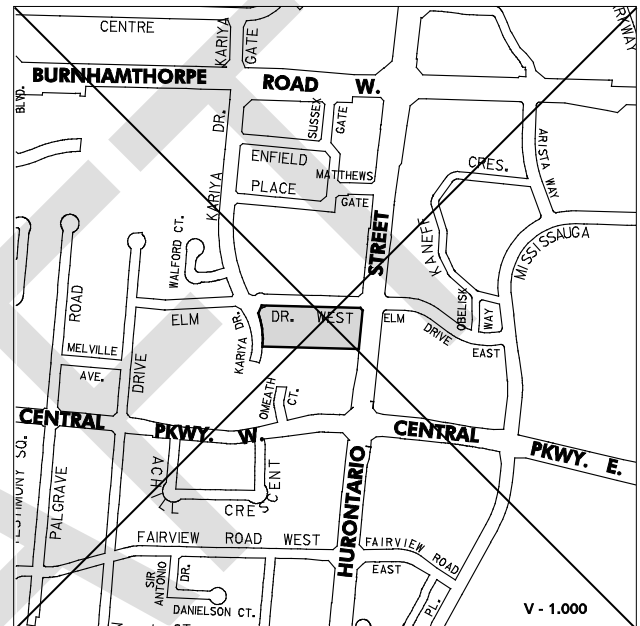 CENTRE
KARIYA
GATE
RKWAY
BURNHAMTHORPE ROAD W.
BLVD.
DR.
SUSSEX
GATE
ENFIELD
PLACE
MATTHEWS
GATE
KARIYA
CRES.
ARISTA WAY
KANEFF
MISSISSAUGA
WALFORD CT.
STREET
ROAD
ELM DR. WEST
KARIYA DR.
ELM
DRIVE
EAST
OBELISK
WAY
MELVILLE
AVE.
DRIVE
OMEATH
CT.
CENTRAL PKWY. W.
CENTRAL PKWY. E.
PALGRAVE
ACHILL
CRESCENT
HURONTARIO
FAIRVIEW ROAD WEST
FAIRVIEW ROAD
EAST
SIR
ANTONIO
DR.
DANIELSON CT.
CT.
PL.
V - 1.000